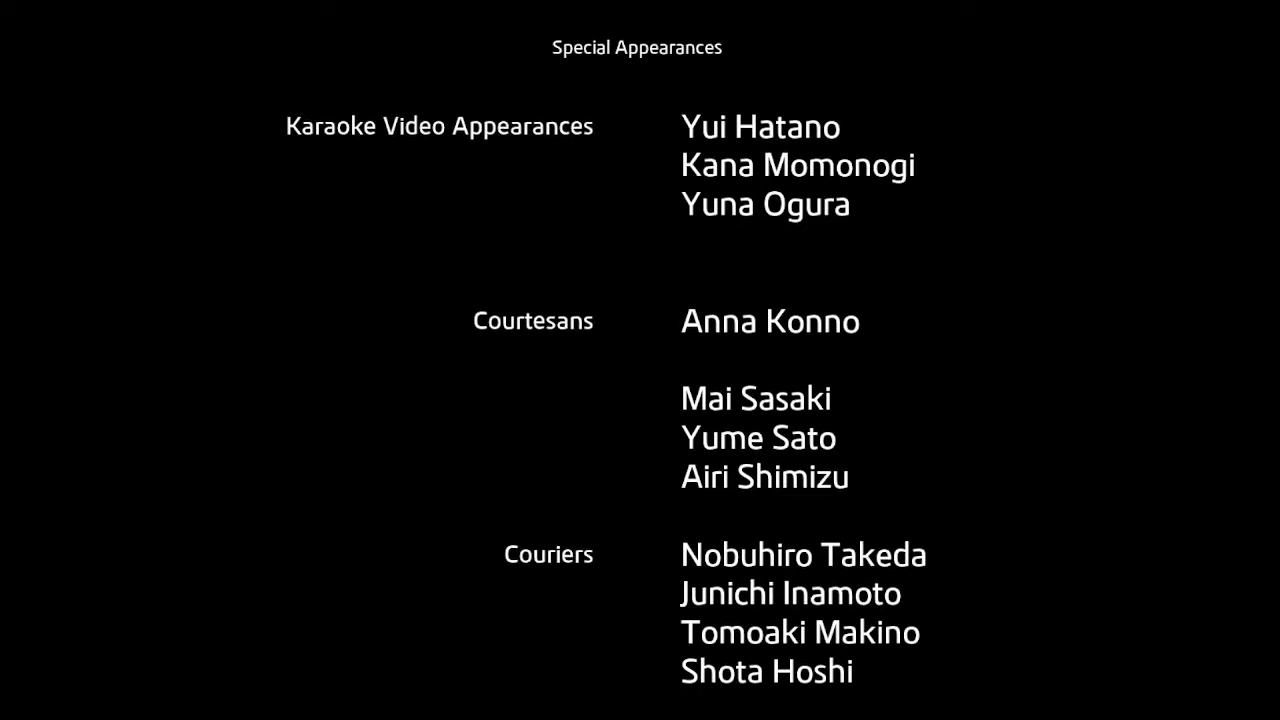 Special Appearances
Karaoke Video Appearances Yui Hatano
Kana Momonogi
Yuna Ogura
Courtesans Anna Konno
Mai Sasaki
Yume Sato
Airi Shimizu
Couriers Nobuhiro Takeda
Junichi Inamoto
Tomoaki Makino
Shota Hoshi